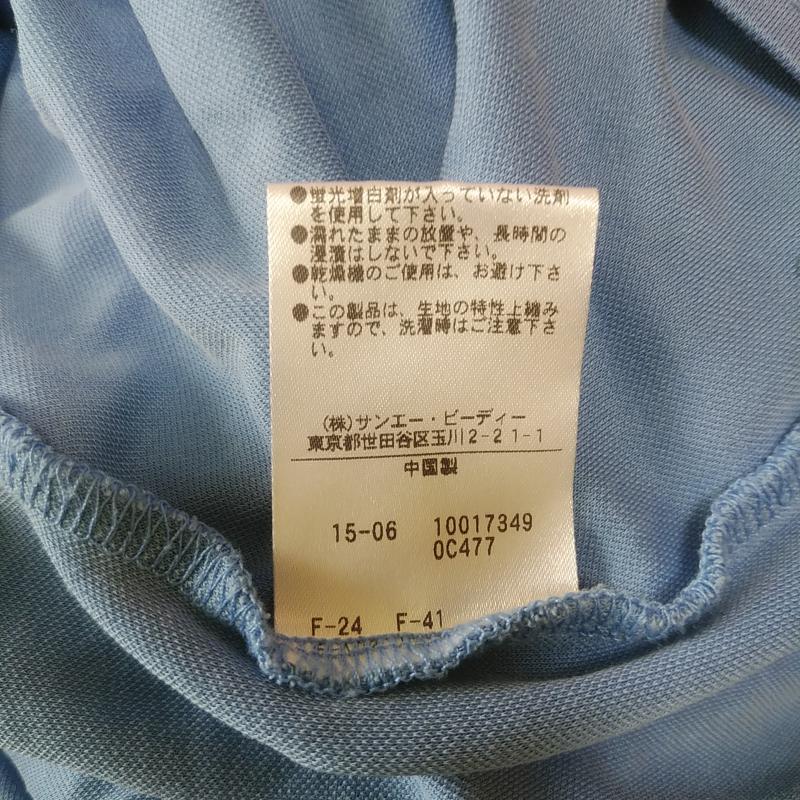 ●蛍光増白剤が入っていない洗剤
を使用して下さい。
●濡れたままの放置や、長時間の
浸漬はしないで下さい。
●乾燥機のご使用は、お避け下さ
い。
●この製品は、生地の特性上縮み
ますので、洗濯時はご注意下さ
い。
(株)サンエー・ビーディー
東京都世田谷区玉川2-21-1
中国製
15-06 10017349
0C477
F-24 F-41